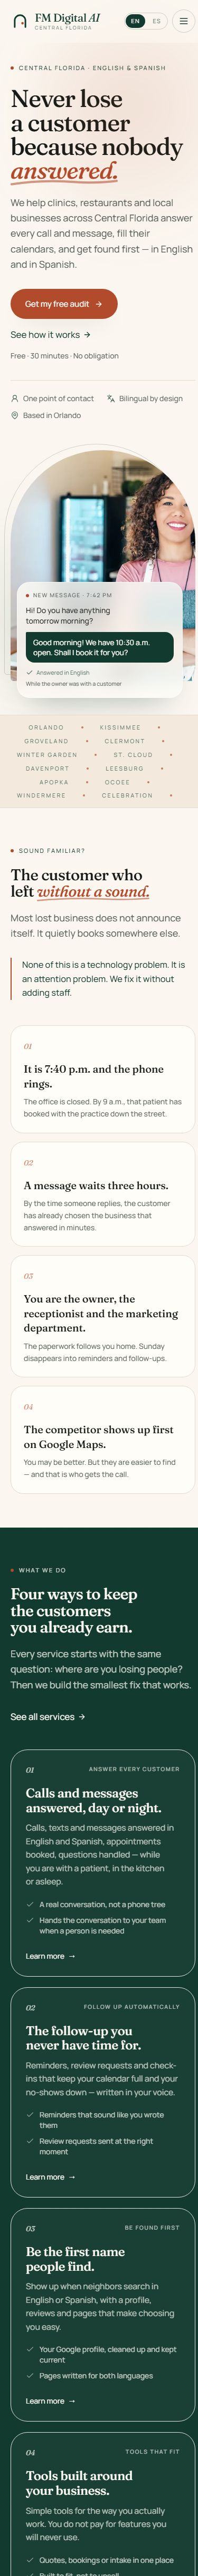 FM Digital AI
CENTRAL FLORIDA
EN ES
CENTRAL FLORIDA · ENGLISH & SPANISH
Never lose
a customer
because nobody
answered.
We help clinics, restaurants and local
businesses across Central Florida answer
every call and message, fill their
calendars, and get found first — in English
and in Spanish.
Get my free audit →
See how it works →
Free · 30 minutes · No obligation
One point of contact
Bilingual by design
Based in Orlando
NEW MESSAGE · 7:42 PM
Hi! Do you have anything
tomorrow morning?
Good morning! We have 10:30 a.m.
open. Shall I book it for you?
Answered in English
While the owner was with a customer
ORLANDO • KISSIMMEE •
GROVELAND • CLERMONT •
WINTER GARDEN • ST. CLOUD •
DAVENPORT • LEESBURG •
APOPKA • OCOEE •
WINDERMERE • CELEBRATION •
SOUND FAMILIAR?
The customer who
left without a sound.
Most lost business does not announce
itself. It quietly books somewhere else.
None of this is a technology problem. It is
an attention problem. We fix it without
adding staff.
01
It is 7:40 p.m. and the phone
rings.
The office is closed. By 9 a.m., that patient has
booked with the practice down the street.
02
A message waits three hours.
By the time someone replies, the customer
has already chosen the business that
answered in minutes.
03
You are the owner, the
receptionist and the marketing
department.
The paperwork follows you home. Sunday
disappears into reminders and follow-ups.
04
The competitor shows up first
on Google Maps.
You may be better. But they are easier to find
— and that is who gets the call.
WHAT WE DO
Four ways to keep
the customers
you already earn.
Every service starts with the same
question: where are you losing people?
Then we build the smallest fix that works.
See all services →
01 ANSWER EVERY CUSTOMER
Calls and messages
answered, day or night.
Calls, texts and messages answered in
English and Spanish, appointments
booked, questions handled — while
you are with a patient, in the kitchen
or asleep.
A real conversation, not a phone tree
Hands the conversation to your team
when a person is needed
Learn more →
02 FOLLOW UP AUTOMATICALLY
The follow-up you
never have time for.
Reminders, review requests and check-
ins that keep your calendar full and your
no-shows down — written in your voice.
Reminders that sound like you wrote
them
Review requests sent at the right
moment
Learn more →
03 BE FOUND FIRST
Be the first name
people find.
Show up when neighbors search in
English or Spanish, with a profile,
reviews and pages that make choosing
you easy.
Your Google profile, cleaned up and kept
current
Pages written for both languages
Learn more →
04 TOOLS THAT FIT
Tools built around
your business.
Simple tools for the way you actually
work. You do not pay for features you
will never use.
Quotes, bookings or intake in one place